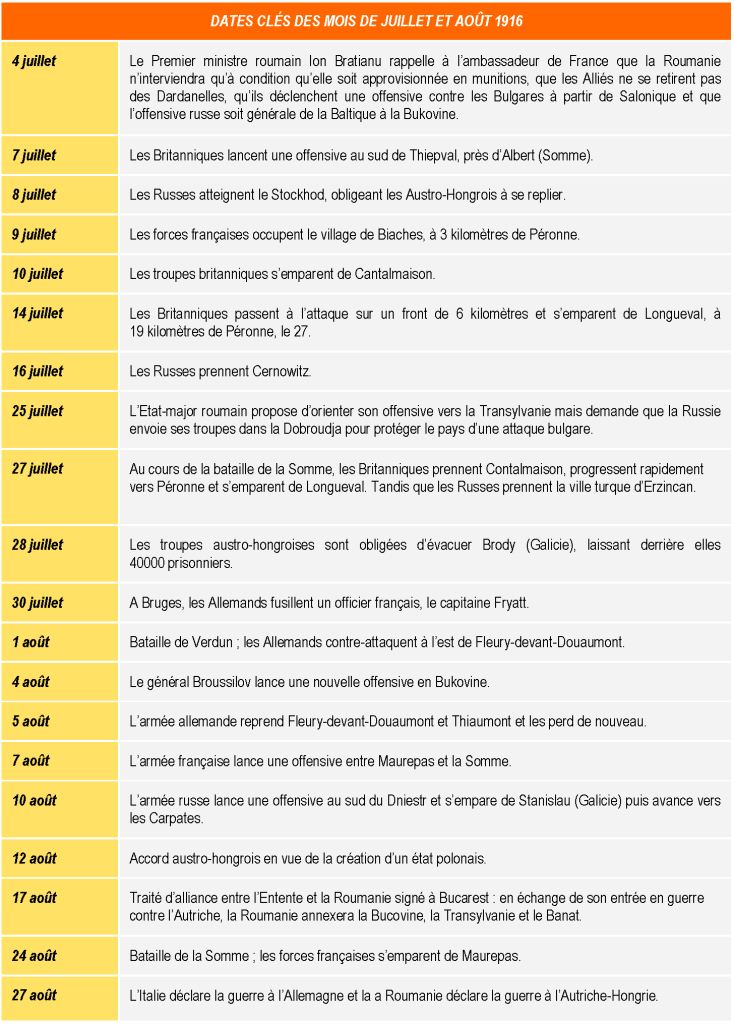 DATES CLÉS DES MOIS DE JUILLET ET AOÛT 1916
4 juillet
Le Premier ministre roumain Ion Bratianu rappelle à l’ambassadeur de France que la Roumanie
n’interviendra qu’à condition qu’elle soit approvisionnée en munitions, que les Alliés ne se retirent pas
des Dardanelles, qu’ils déclenchent une offensive contre les Bulgares à partir de Salonique et que
l’offensive russe soit générale de la Baltique à la Bukovine.
7 juillet
Les Britanniques lancent une offensive au sud de Thiepval, près d’Albert (Somme).
8 juillet
Les Russes atteignent le Stockhod, obligeant les Austro-Hongrois à se replier.
9 juillet
Les forces françaises occupent le village de Biaches, à 3 kilomètres de Péronne.
10 juillet
Les troupes britanniques s’emparent de Cantalmaison.
14 juillet
Les Britanniques passent à l’attaque sur un front de 6 kilomètres et s’emparent de Longueval, à
19 kilomètres de Péronne, le 27.
16 juillet
Les Russes prennent Cernowitz.
25 juillet
L’Etat-major roumain propose d’orienter son offensive vers la Transylvanie mais demande que la Russie
envoie ses troupes dans la Dobroudja pour protéger le pays d’une attaque bulgare.
27 juillet
Au cours de la bataille de la Somme, les Britanniques prennent Contalmaison, progressent rapidement
vers Péronne et s’emparent de Longueval. Tandis que les Russes prennent la ville turque d’Erzincan.
28 juillet
Les troupes austro-hongroises sont obligées d’évacuer Brody (Galicie), laissant derrière elles
40000 prisonniers.
30 juillet
A Bruges, les Allemands fusillent un officier français, le capitaine Fryatt.
1 août
Bataille de Verdun ; les Allemands contre-attaquent à l’est de Fleury-devant-Douaumont.
4 août
Le général Broussilov lance une nouvelle offensive en Bukovine.
5 août
L’armée allemande reprend Fleury-devant-Douaumont et Thiaumont et les perd de nouveau.
7 août
L’armée française lance une offensive entre Maurepas et la Somme.
10 août
L’armée russe lance une offensive au sud du Dniestr et s’empare de Stanislau (Galicie) puis avance vers
les Carpates.
12 août
Accord austro-hongrois en vue de la création d’un état polonais.
17 août
Traité d’alliance entre l’Entente et la Roumanie signé à Bucarest : en échange de son entrée en guerre
contre l’Autriche, la Roumanie annexera la Bucovine, la Transylvanie et le Banat.
24 août
Bataille de la Somme ; les forces françaises s’emparent de Maurepas.
27 août
L’Italie déclare la guerre à l’Allemagne et la a Roumanie déclare la guerre à l’Autriche-Hongrie.